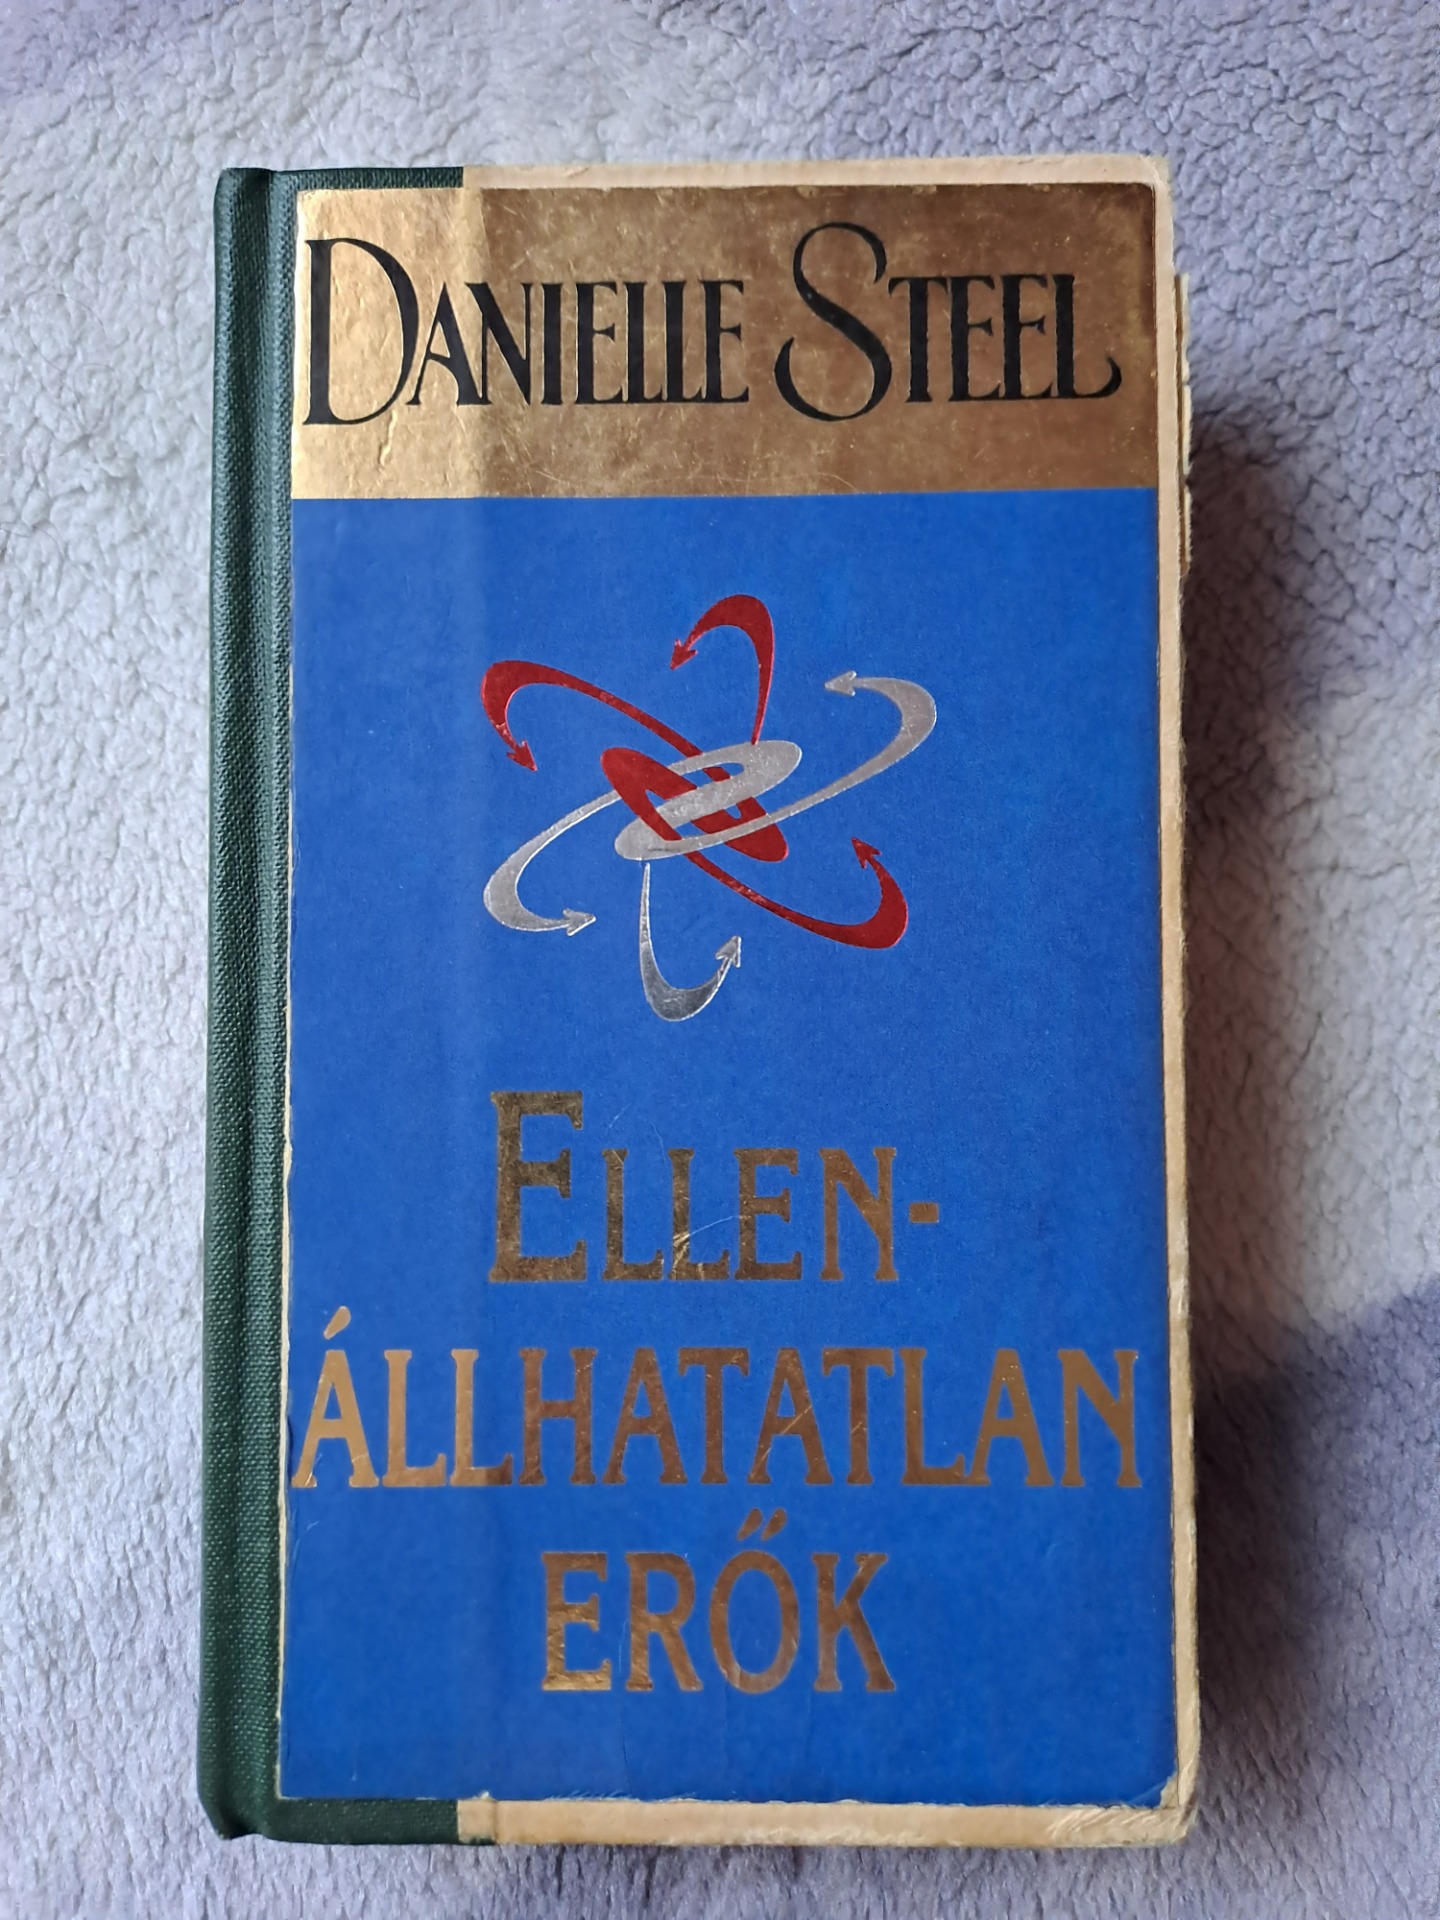 DANIELLE STEEL
ELLEN-
ÁLLHATATLAN
ERŐK